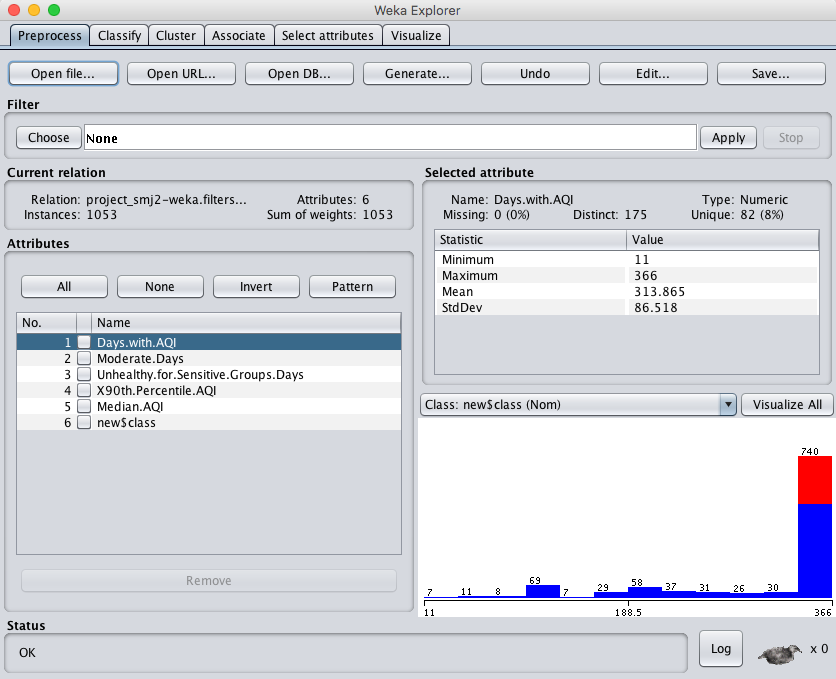 Weka Explorer
Preprocess Classify Cluster Associate Select attributes Visualize
Open file... Open URL... Open DB... Generate... Undo Edit... Save...
Filter
Choose None Apply Stop
Current relation
Relation: project_smj2-weka.filters... Attributes: 6
Instances: 1053 Sum of weights: 1053
Attributes
All None Invert Pattern
No. Name
1 Days.with.AQI
2 Moderate.Days
3 Unhealthy.for.Sensitive.Groups.Days
4 X90th.Percentile.AQI
5 Median.AQI
6 new$class
Remove
Selected attribute
Name: Days.with.AQI Type: Numeric
Missing: 0 (0%) Distinct: 175 Unique: 82 (8%)
Statistic Value
Minimum 11
Maximum 366
Mean 313.865
StdDev 86.518
Class: new$class (Nom) Visualize All
740
7 11 8 69 7 29 58 37 31 26 30
11 188.5 366
Status
OK Log x 0